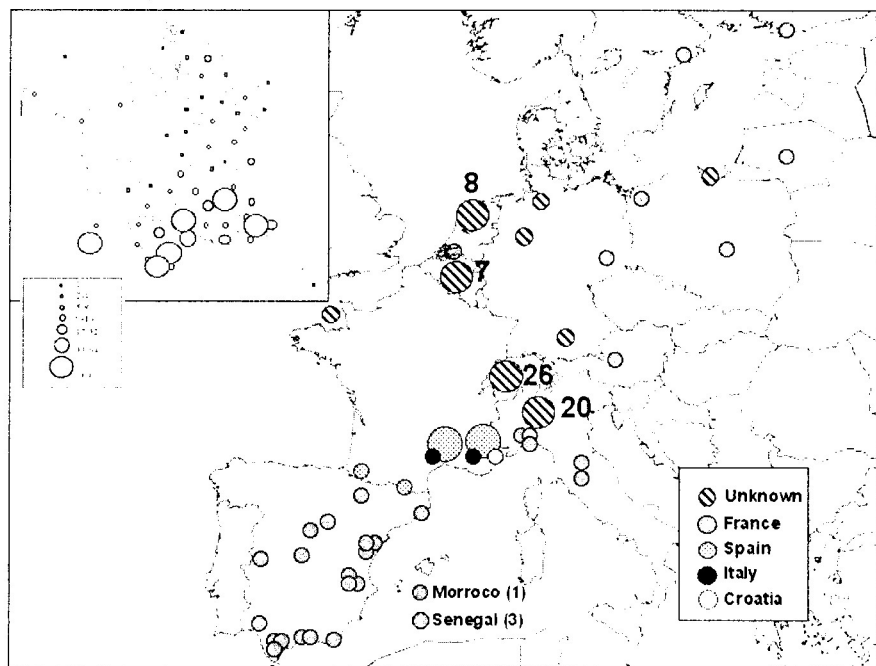 8
7
26
20
Unknown
France
Spain
Italy
Croatia
Morroco (1)
Senegal (3)